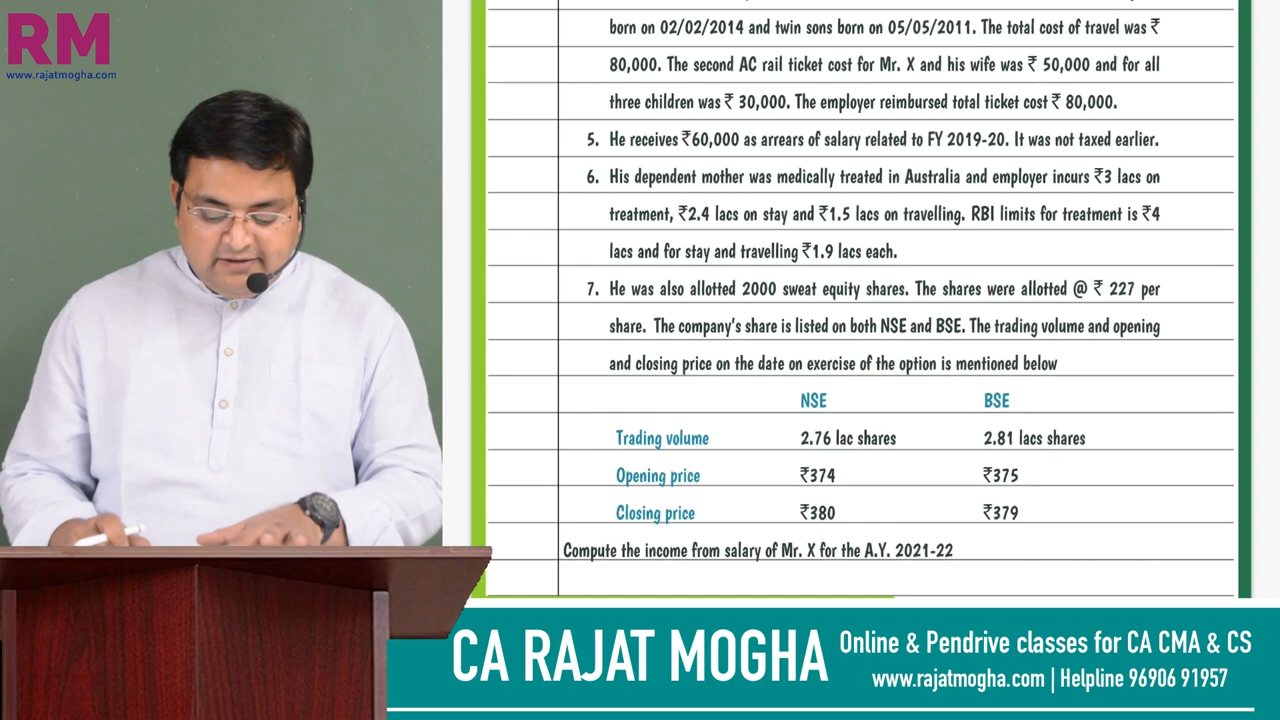 RM
www.rajatmogha.com
born on 02/02/2014 and twin sons born on 05/05/2011. The total cost of travel was ₹
80,000. The second AC rail ticket cost for Mr. X and his wife was ₹ 50,000 and for all
three children was ₹ 30,000. The employer reimbursed total ticket cost ₹ 80,000.
5. He receives ₹60,000 as arrears of salary related to FY 2019-20. It was not taxed earlier.
6. His dependent mother was medically treated in Australia and employer incurs ₹3 lacs on
treatment, ₹2.4 lacs on stay and ₹1.5 lacs on travelling. RBI limits for treatment is ₹4
lacs and for stay and travelling ₹1.9 lacs each.
7. He was also allotted 2000 sweat equity shares. The shares were allotted @ ₹ 227 per
share. The company's share is listed on both NSE and BSE. The trading volume and opening
and closing price on the date on exercise of the option is mentioned below
NSE BSE
Trading volume 2.76 lac shares 2.81 lacs shares
Opening price ₹374 ₹375
Closing price ₹380 ₹379
Compute the income from salary of Mr. X for the A.Y. 2021-22
CA RAJAT MOGHA
Online & Pendrive classes for CA CMA & CS
www.rajatmogha.com | Helpline 96906 91957